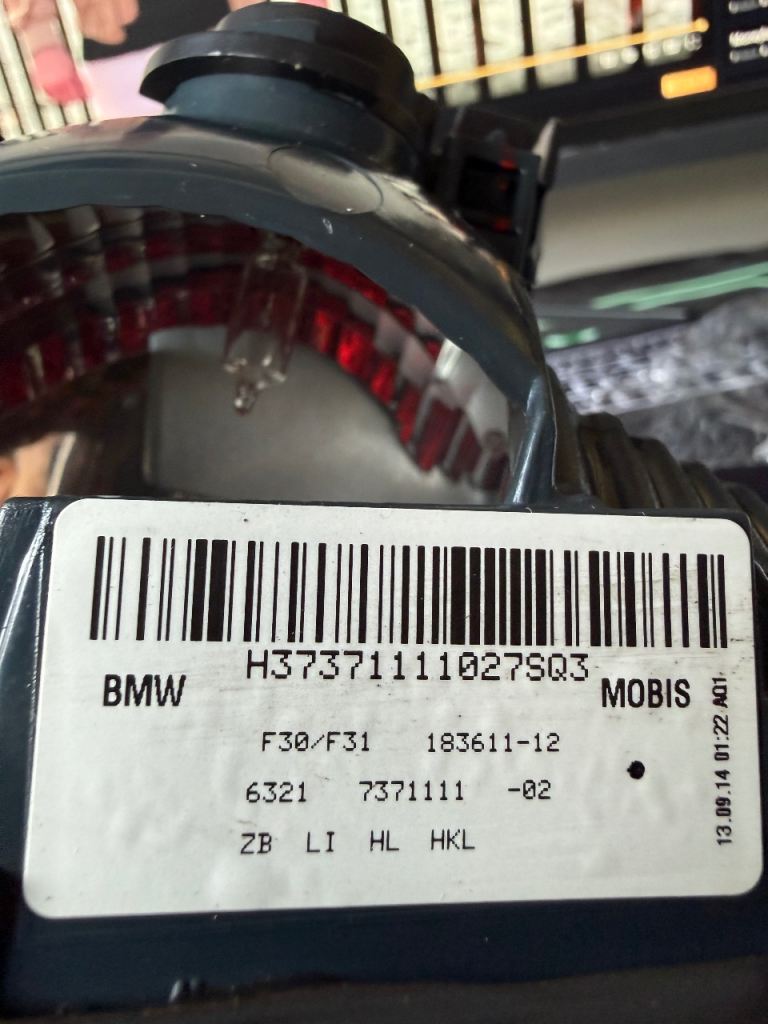 H37371111027SQ3
BMW
MOBIS
F30/F31 183611-12
6321 7371111 -02
ZB LI HL HKL
13.09.14 01:22 A01